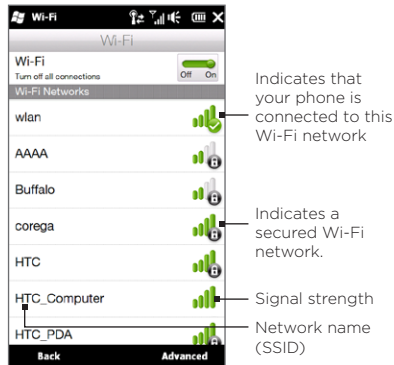 Wi-Fi
Wi-Fi
Wi-Fi
Turn off all connections
Off On
Wi-Fi Networks
wlan
AAAA
Buffalo
corega
HTC
HTC_Computer
HTC_PDA
Back Advanced
Indicates that
your phone is
connected to this
Wi-Fi network
Indicates a
secured Wi-Fi
network.
Signal strength
Network name
(SSID)